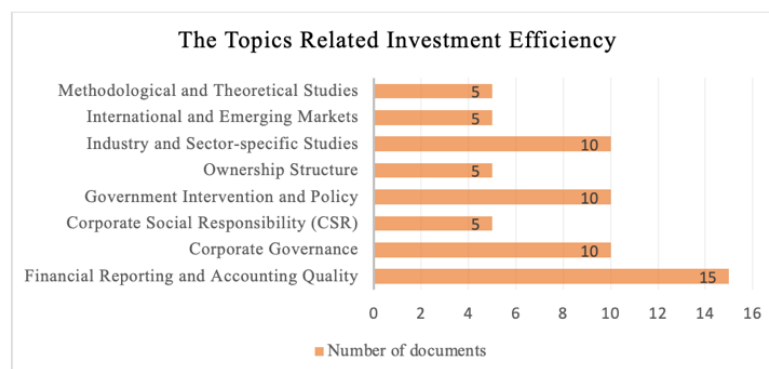 The Topics Related Investment Efficiency
Methodological and Theoretical Studies 5
International and Emerging Markets 5
Industry and Sector-specific Studies 10
Ownership Structure 5
Government Intervention and Policy 10
Corporate Social Responsibility (CSR) 5
Corporate Governance 10
Financial Reporting and Accounting Quality 15
0 2 4 6 8 10 12 14 16
Number of documents